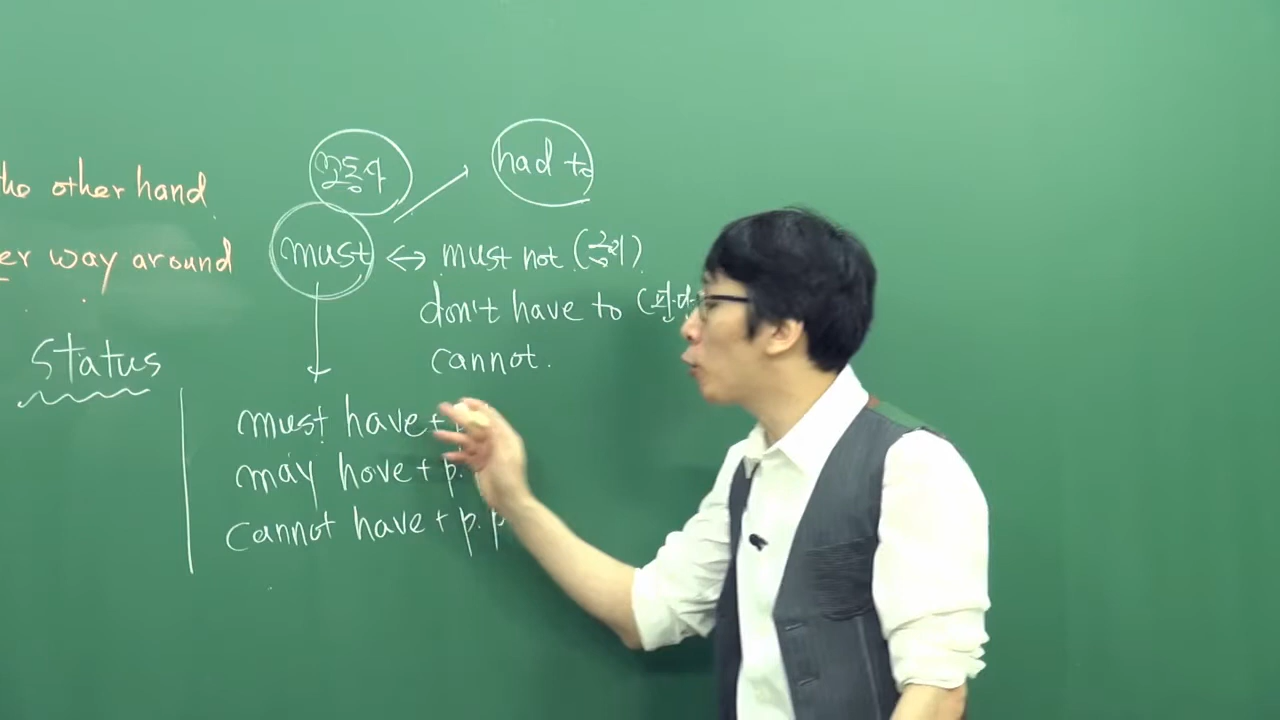 he other hand
er way around
Status
조동사
had to
must ↔ must not (금지)
don't have to
cannot.
must have +
may have + p.
cannot have + p.p